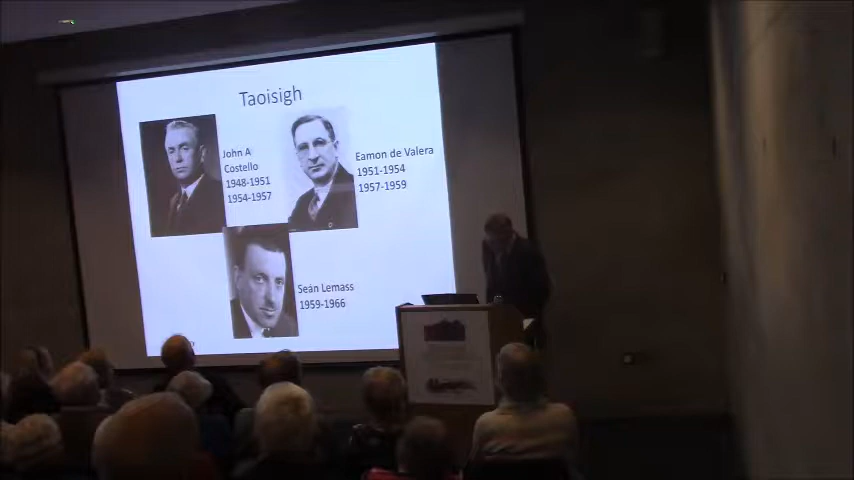 Taoisigh
John A
Costello
1948-1951
1954-1957
Eamon de Valera
1951-1954
1957-1959
Seán Lemass
1959-1966